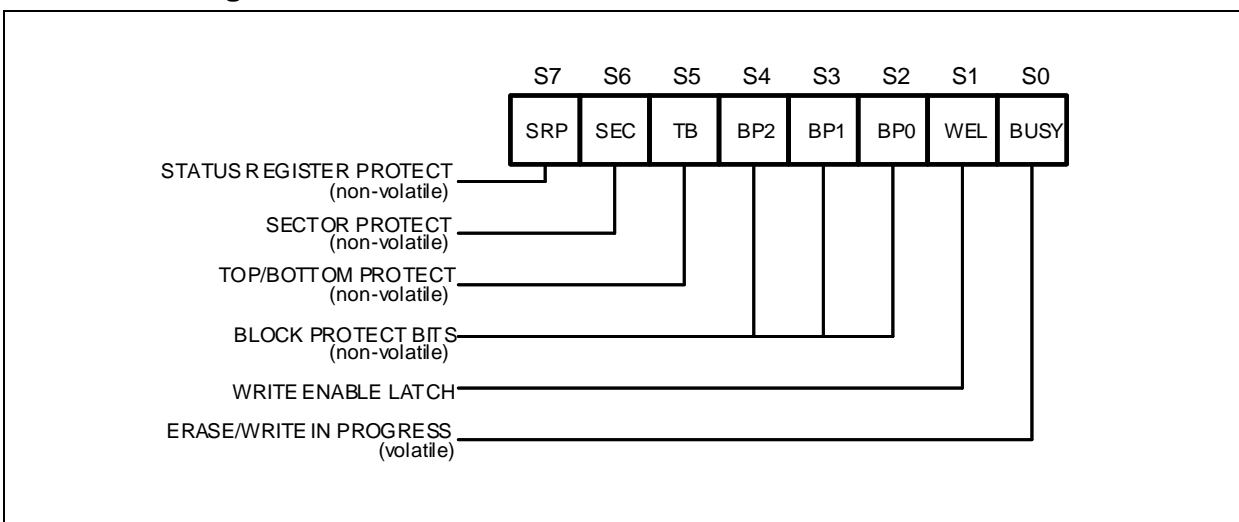 S7 S6 S5 S4 S3 S2 S1 S0
SRP SEC TB BP2 BP1 BP0 WEL BUSY
STATUS REGISTER PROTECT
(non-volatile)
SECTOR PROTECT
(non-volatile)
TOP/BOTTOM PROTECT
(non-volatile)
BLOCK PROTECT BITS
(non-volatile)
WRITE ENABLE LATCH
ERASE/WRITE IN PROGRESS
(volatile)